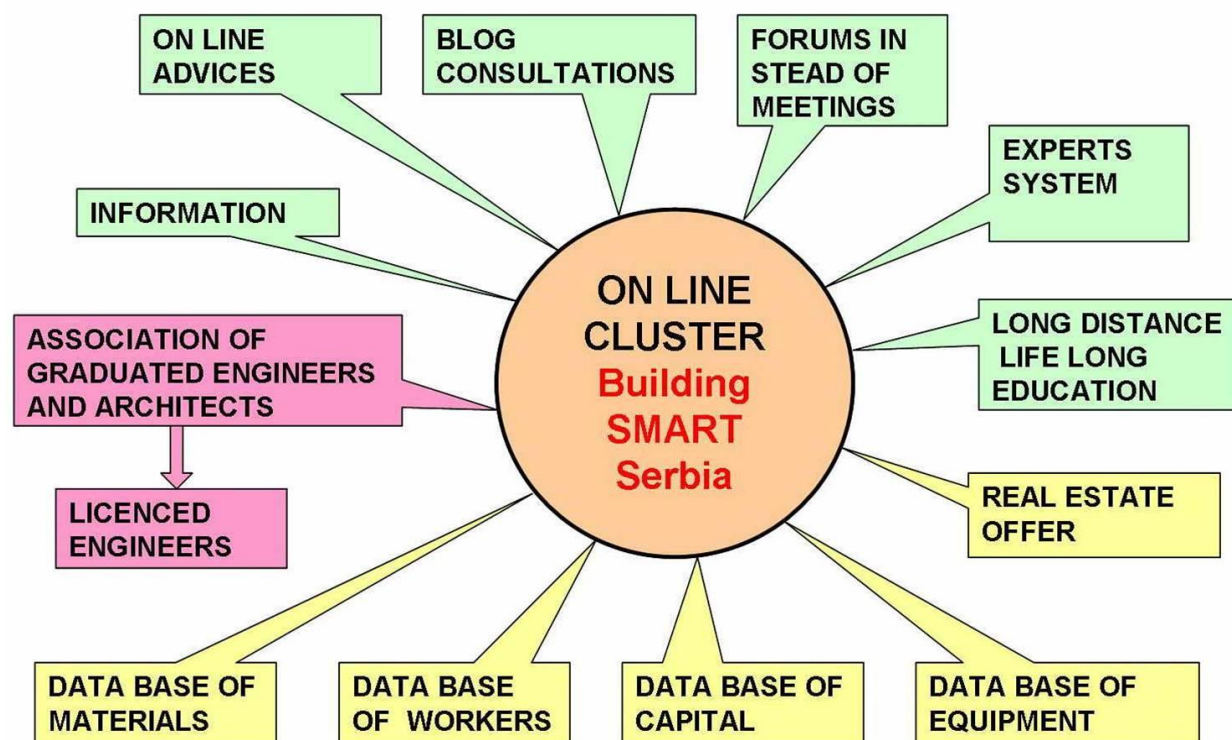 ON LINE
ADVICES
BLOG
CONSULTATIONS
FORUMS IN
STEAD OF
MEETINGS
EXPERTS
SYSTEM
INFORMATION
ON LINE
CLUSTER
Building
SMART
Serbia
LONG DISTANCE
LIFE LONG
EDUCATION
ASSOCIATION OF
GRADUATED ENGINEERS
AND ARCHITECTS
LICENCED
ENGINEERS
REAL ESTATE
OFFER
DATA BASE OF
MATERIALS
DATA BASE
OF WORKERS
DATA BASE OF
CAPITAL
DATA BASE OF
EQUIPMENT